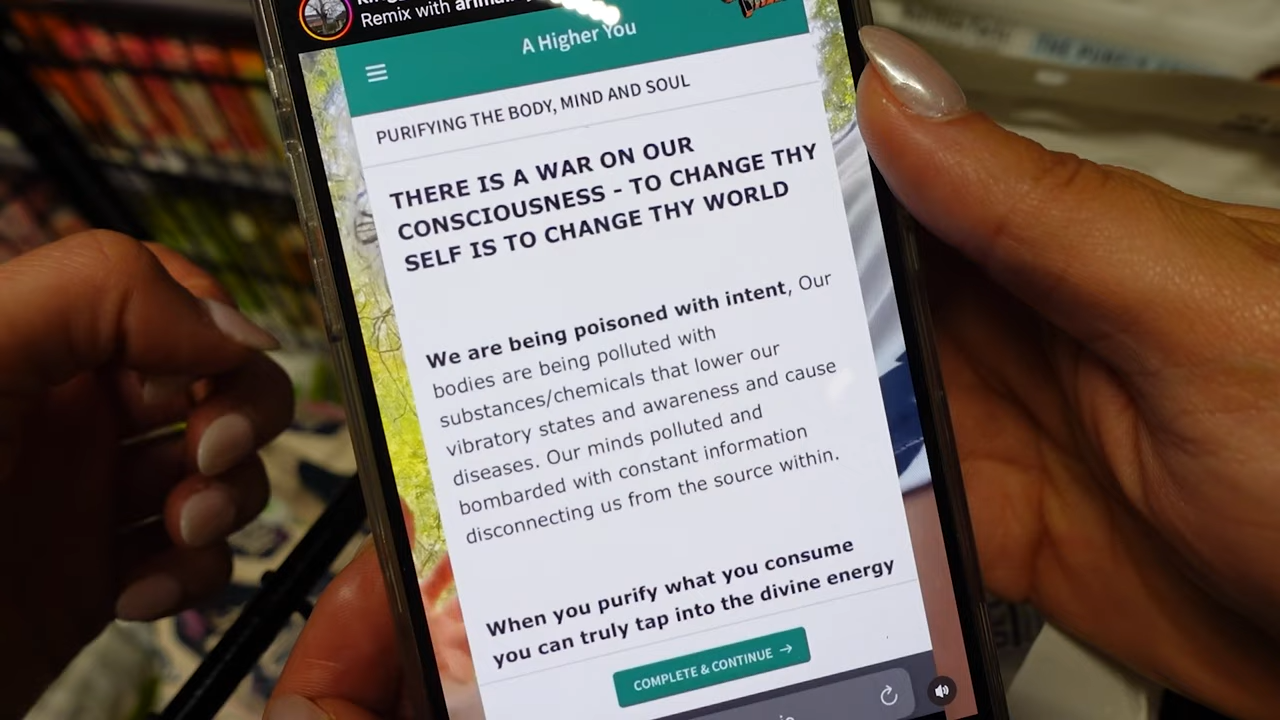 Remix with
A Higher You
PURIFYING THE BODY, MIND AND SOUL
THERE IS A WAR ON OUR
CONSCIOUSNESS - TO CHANGE THY
SELF IS TO CHANGE THY WORLD
We are being poisoned with intent, Our
bodies are being polluted with
substances/chemicals that lower our
vibratory states and awareness and cause
diseases. Our minds polluted and
bombarded with constant information
disconnecting us from the source within.
When you purify what you consume
you can truly tap into the divine energy
COMPLETE & CONTINUE →